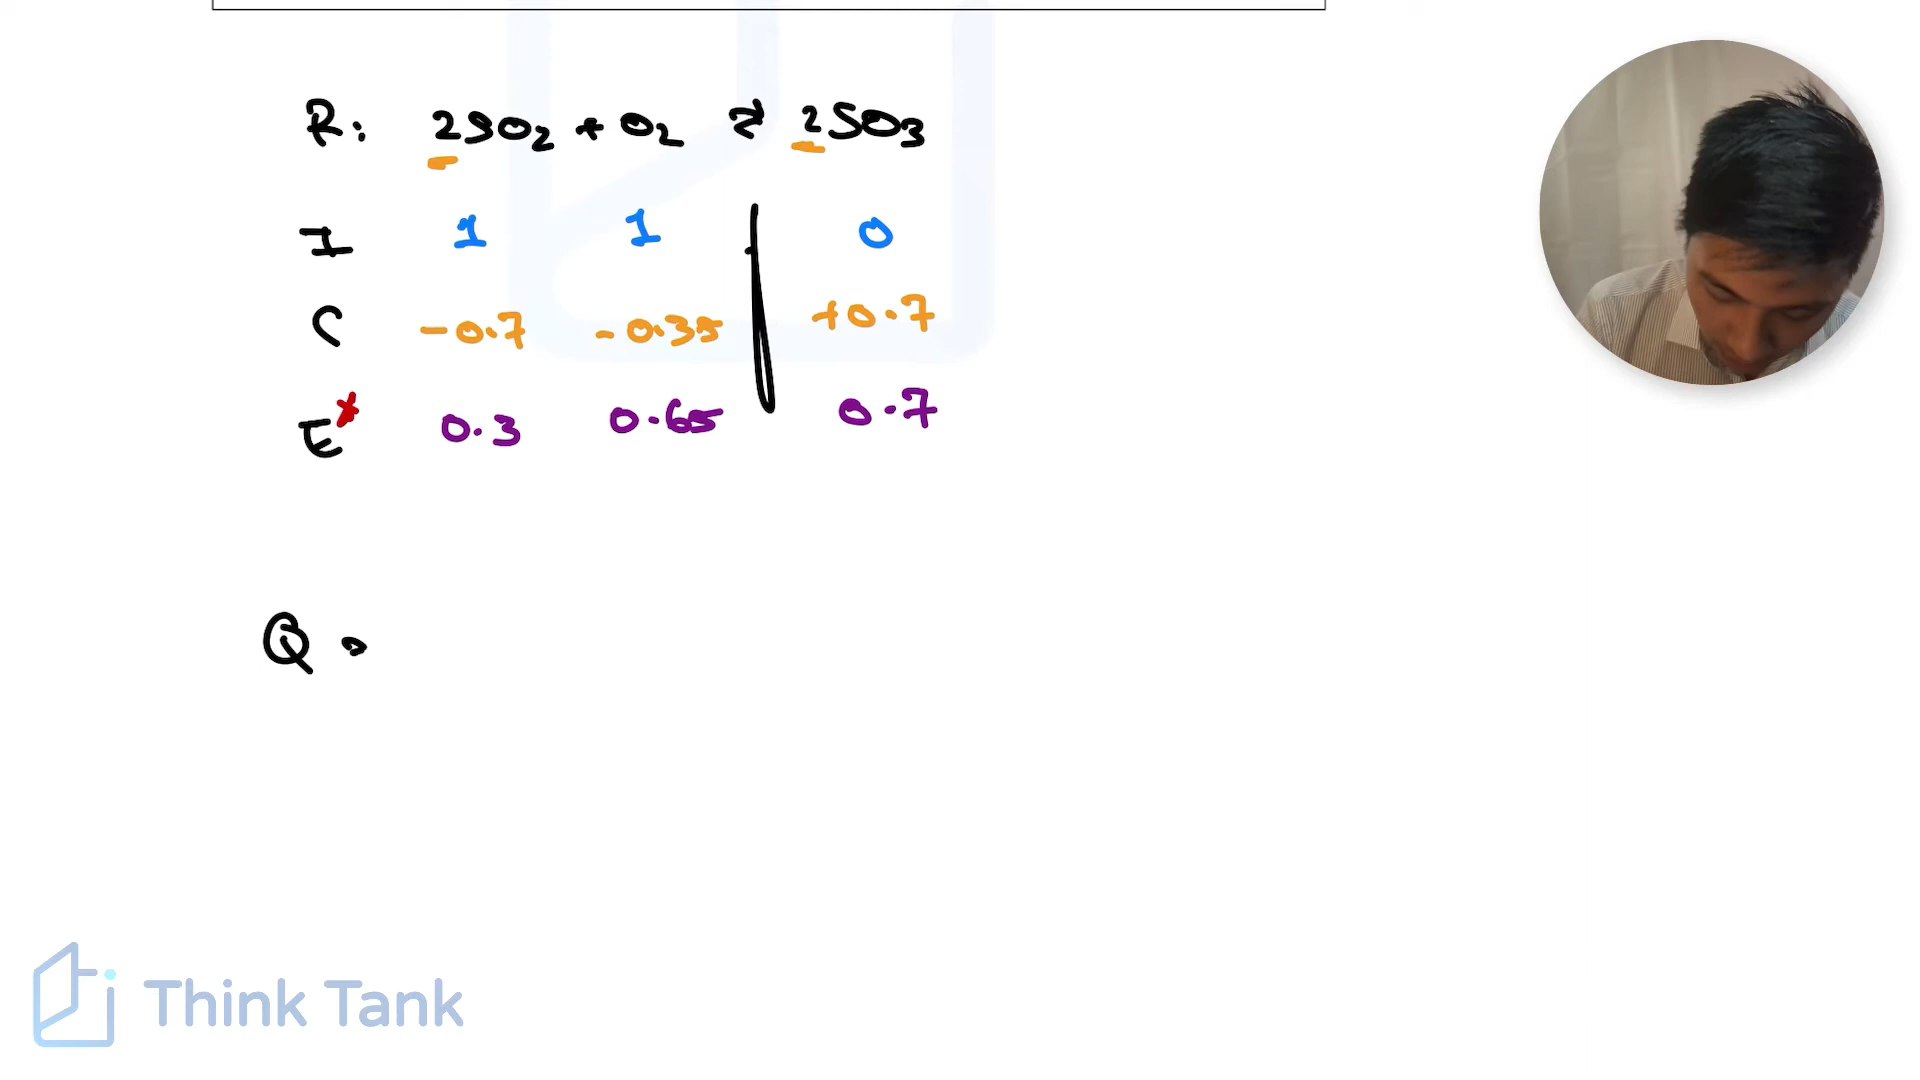 R: 2SO₂ + O₂ ⇌ 2SO₃
I 1 1 0
C -0.7 -0.35 +0.7
E* 0.3 0.65 0.7
Q =
Think Tank